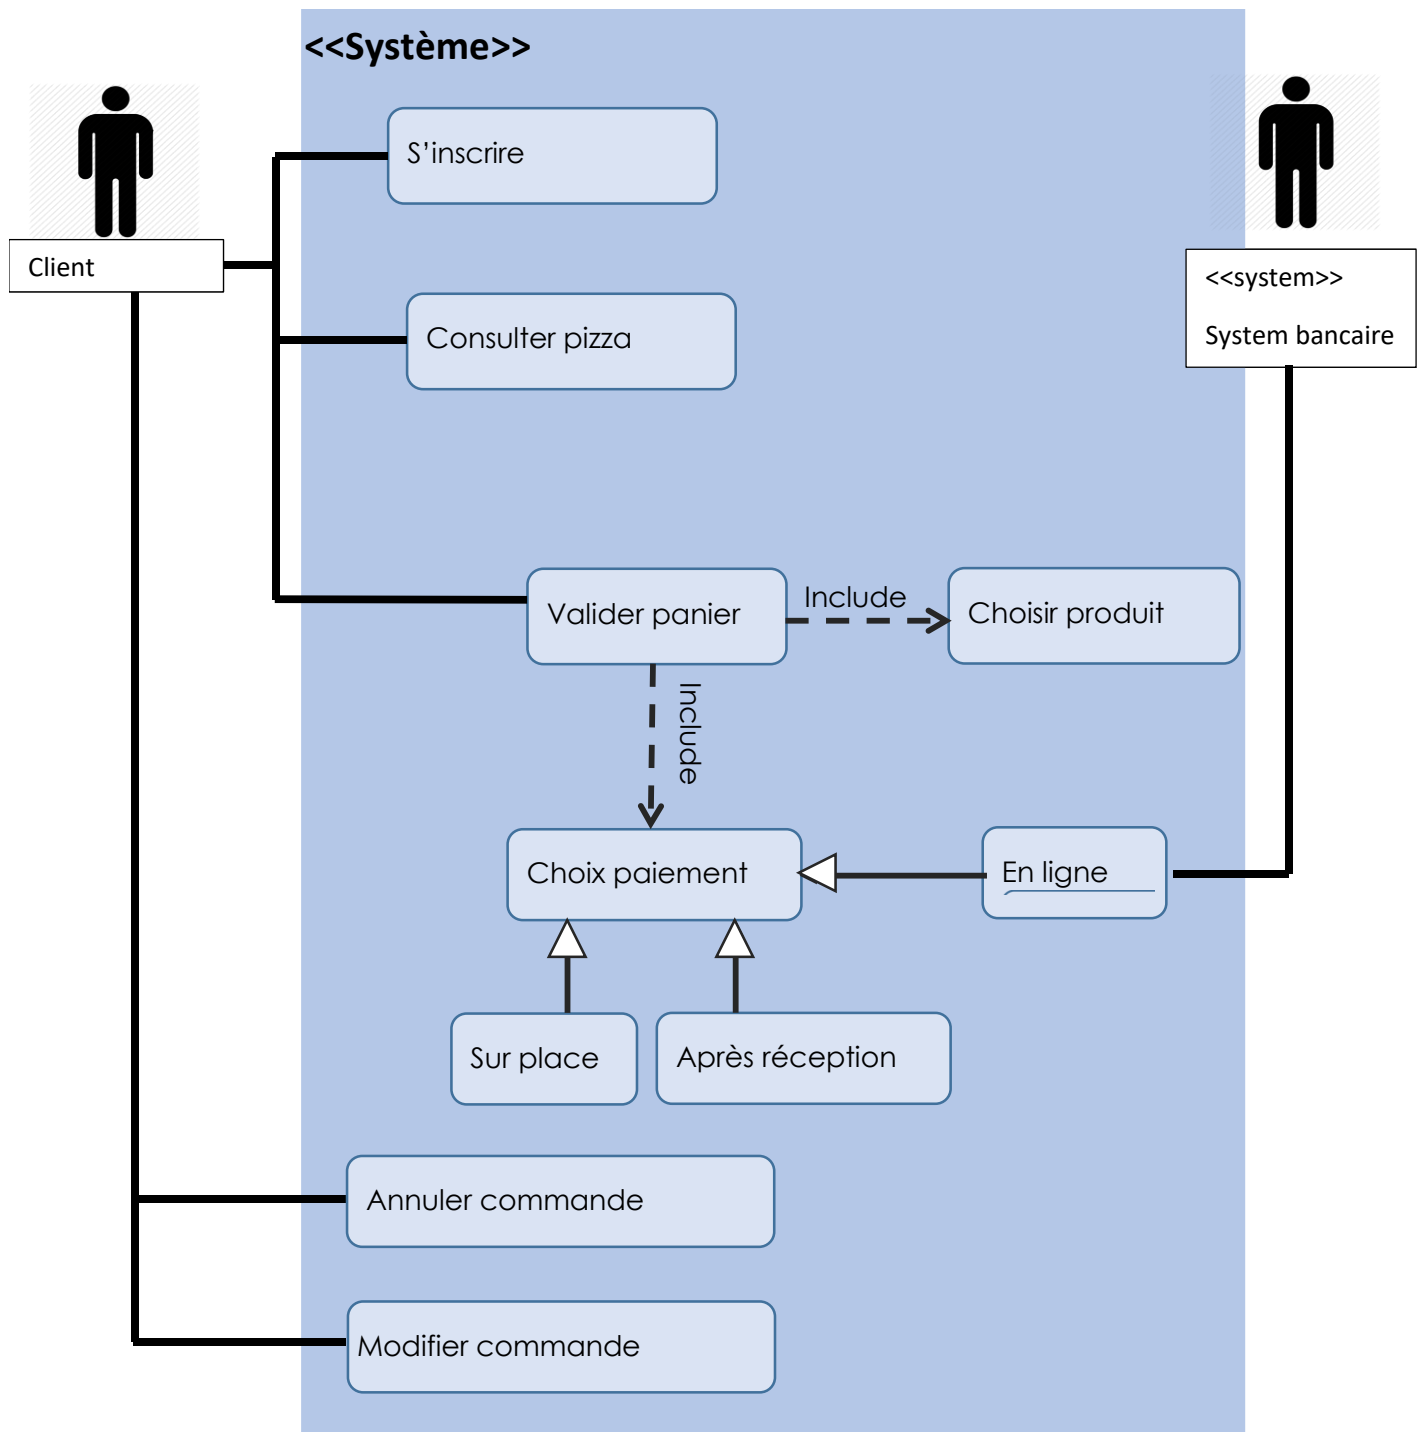 <<Système>>
S'inscrire
Client
<<system>>
System bancaire
Consulter pizza
Valider panier
Include
Choisir produit
Include
Choix paiement
En ligne
Sur place
Après réception
Annuler commande
Modifier commande